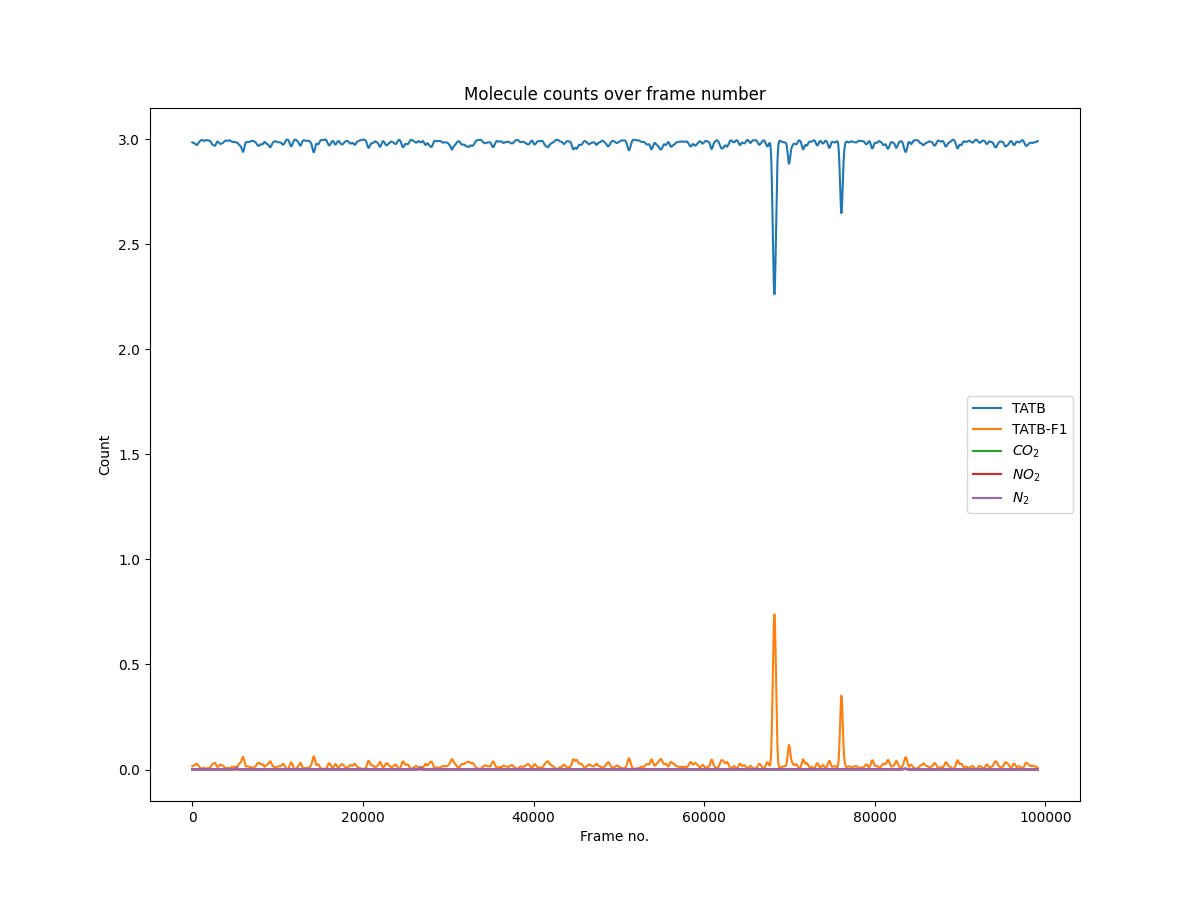 Molecule counts over frame number
3.0
2.5
2.0
1.5
1.0
0.5
0.0
Count
TATB
TATB-F1
CO₂
NO₂
N₂
0 20000 40000 60000 80000 100000
Frame no.